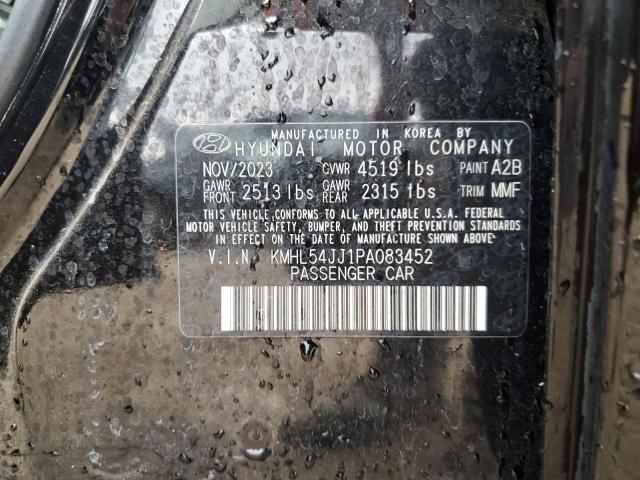 MANUFACTURED IN KOREA BY
HYUNDAI MOTOR COMPANY
NOV/2023 GVWR 4519 lbs PAINT A2B
GAWR FRONT 2513 lbs GAWR REAR 2315 lbs TRIM MMF
THIS VEHICLE CONFORMS TO ALL APPLICABLE U.S.A. FEDERAL
MOTOR VEHICLE SAFETY, BUMPER, AND THEFT PREVENTION STANDARDS
IN EFFECT ON THE DATE OF MANUFACTURE SHOWN ABOVE.
V.I.N. KMHL54JJ1PA083452
PASSENGER CAR